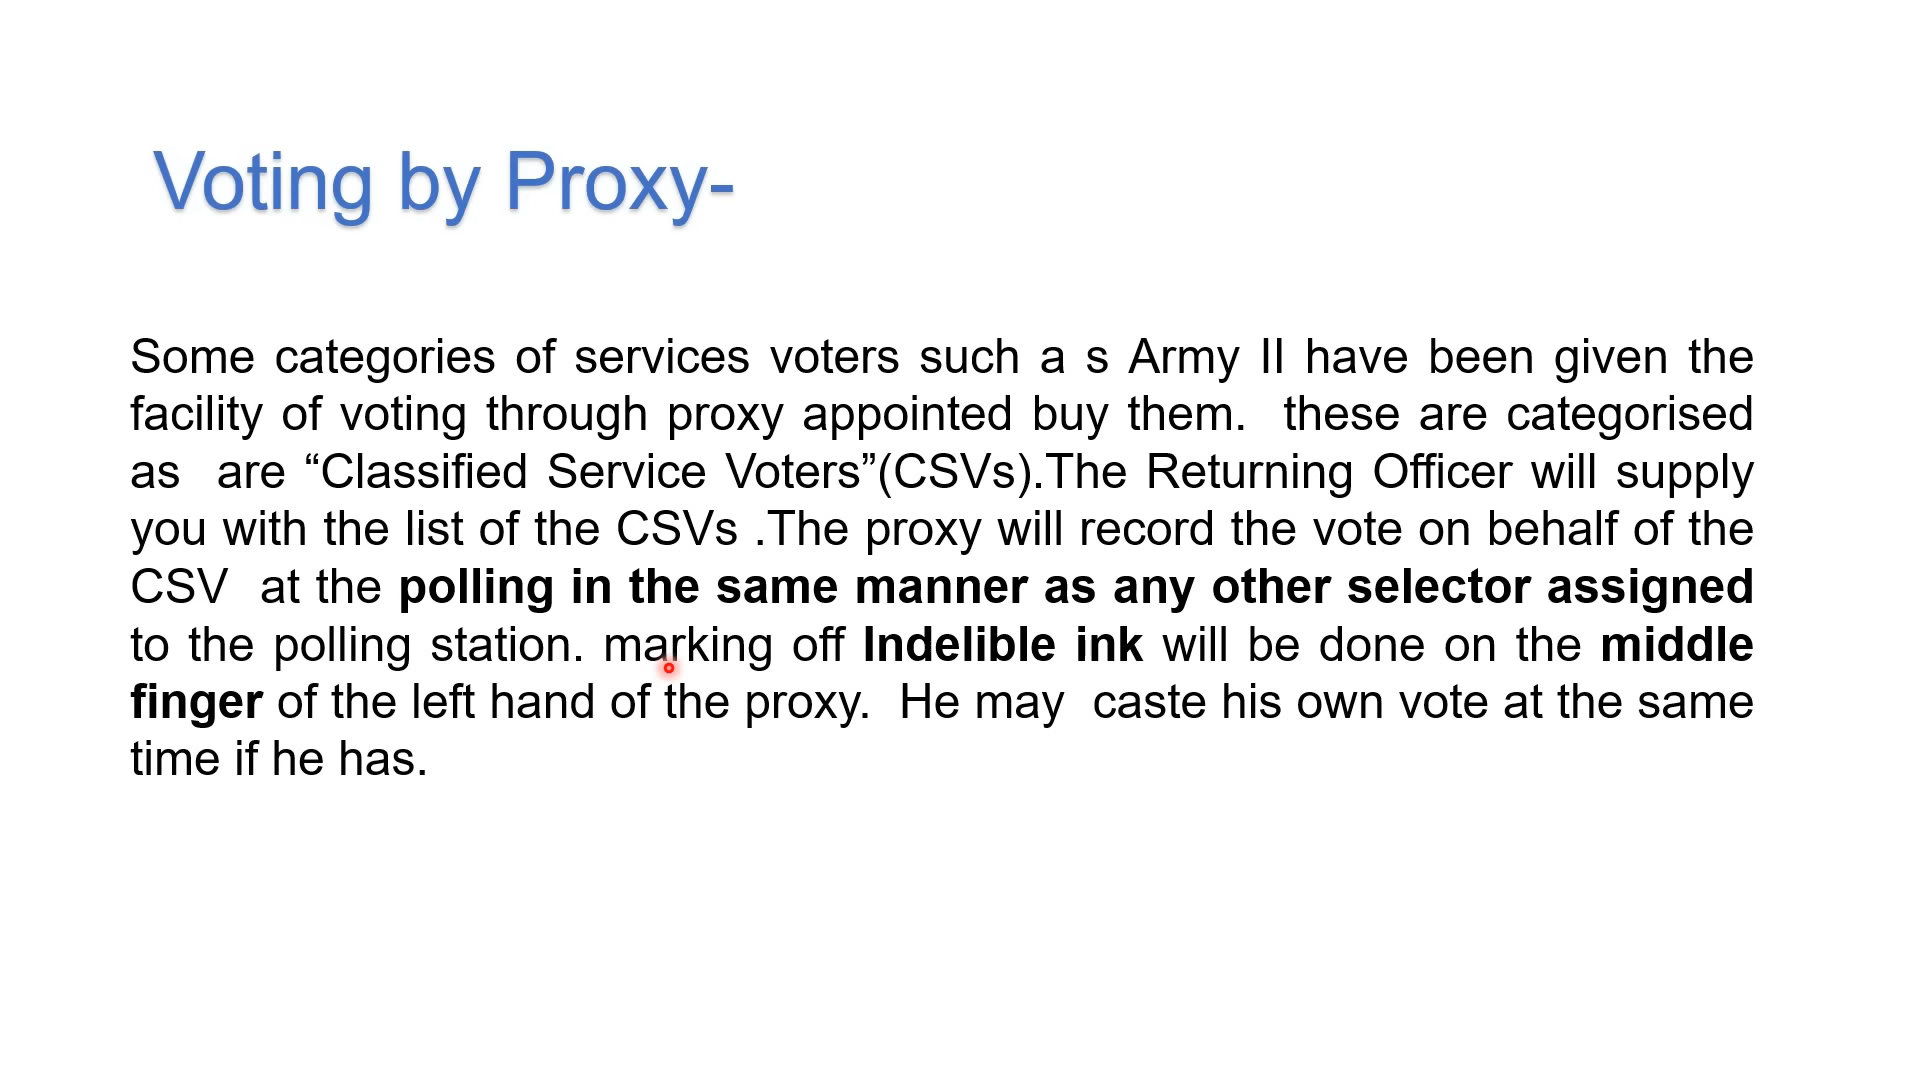 Voting by Proxy-
Some categories of services voters such a s Army II have been given the
facility of voting through proxy appointed buy them.  these are categorised
as  are “Classified Service Voters”(CSVs).The Returning Officer will supply
you with the list of the CSVs .The proxy will record the vote on behalf of the
CSV  at the polling in the same manner as any other selector assigned
to the polling station. marking off Indelible ink will be done on the middle
finger of the left hand of the proxy.  He may  caste his own vote at the same
time if he has.